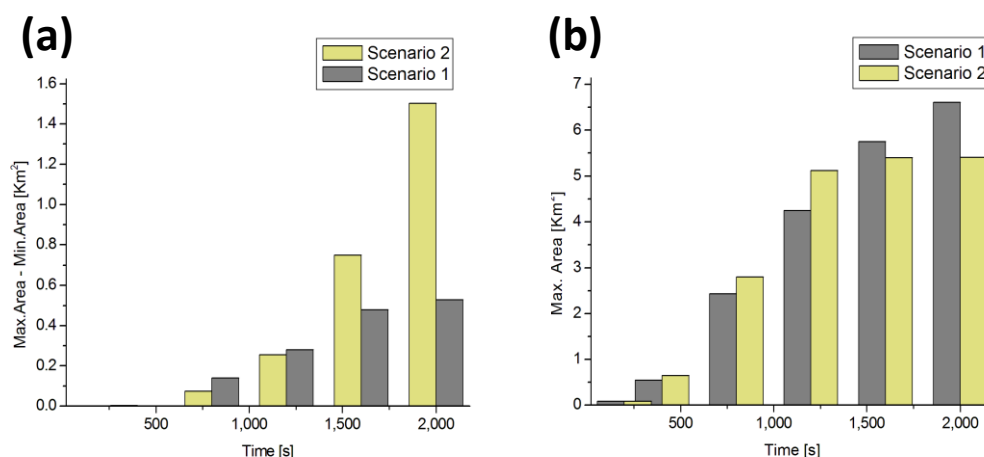 (a)
Scenario 2
Scenario 1
1.6
1.4
1.2
1.0
0.8
0.6
0.4
0.2
0.0
Max.Area - Min.Area [Km²]
500
1,000
1,500
2,000
Time [s]
(b)
Scenario 1
Scenario 2
7
6
5
4
3
2
1
0
Max. Area [Km²]
500
1,000
1,500
2,000
Time [s]